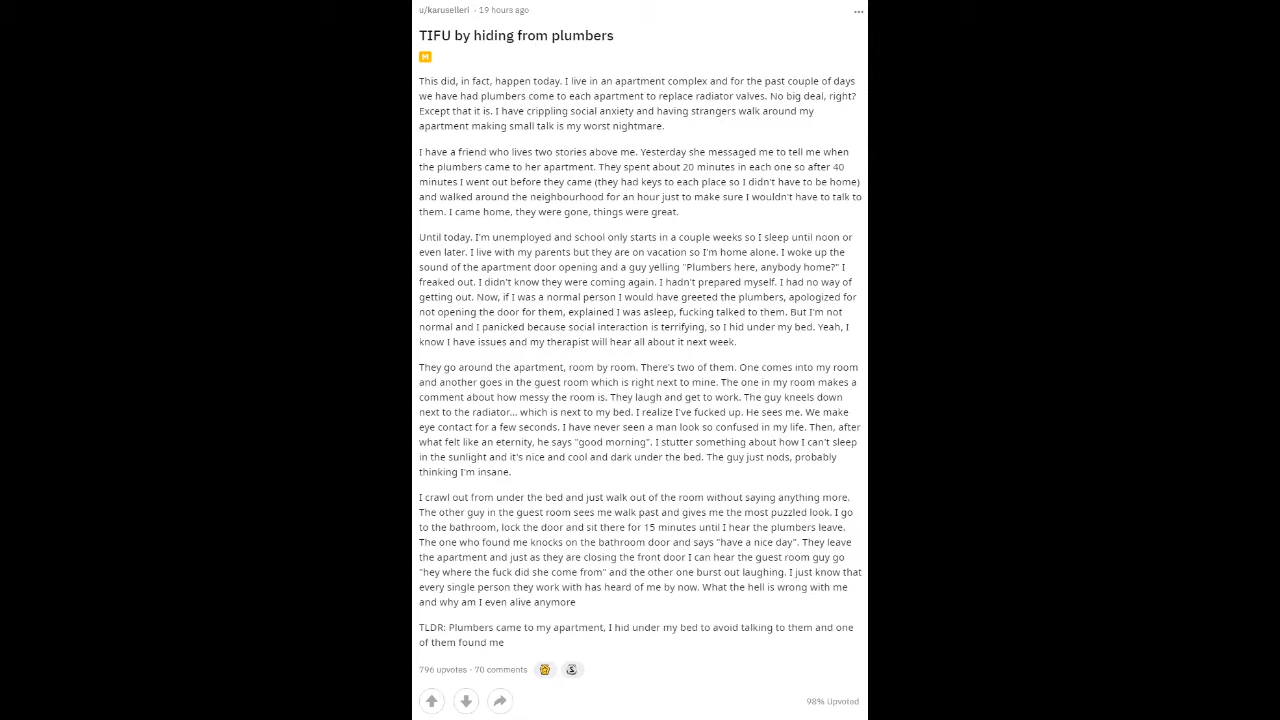 u/karuselleri · 19 hours ago
TIFU by hiding from plumbers
M
This did, in fact, happen today. I live in an apartment complex and for the past couple of days
we have had plumbers come to each apartment to replace radiator valves. No big deal, right?
Except that it is. I have crippling social anxiety and having strangers walk around my
apartment making small talk is my worst nightmare.
I have a friend who lives two stories above me. Yesterday she messaged me to tell me when
the plumbers came to her apartment. They spent about 20 minutes in each one so after 40
minutes I went out before they came (they had keys to each place so I didn't have to be home)
and walked around the neighbourhood for an hour just to make sure I wouldn't have to talk to
them. I came home, they were gone, things were great.
Until today. I'm unemployed and school only starts in a couple weeks so I sleep until noon or
even later. I live with my parents but they are on vacation so I'm home alone. I woke up the
sound of the apartment door opening and a guy yelling "Plumbers here, anybody home?" I
freaked out. I didn't know they were coming again. I hadn't prepared myself. I had no way of
getting out. Now, if I was a normal person I would have greeted the plumbers, apologized for
not opening the door for them, explained I was asleep, fucking talked to them. But I'm not
normal and I panicked because social interaction is terrifying, so I hid under my bed. Yeah, I
know I have issues and my therapist will hear all about it next week.
They go around the apartment, room by room. There's two of them. One comes into my room
and another goes in the guest room which is right next to mine. The one in my room makes a
comment about how messy the room is. They laugh and get to work. The guy kneels down
next to the radiator... which is next to my bed. I realize I've fucked up. He sees me. We make
eye contact for a few seconds. I have never seen a man look so confused in my life. Then, after
what felt like an eternity, he says "good morning". I stutter something about how I can't sleep
in the sunlight and it's nice and cool and dark under the bed. The guy just nods, probably
thinking I'm insane.
I crawl out from under the bed and just walk out of the room without saying anything more.
The other guy in the guest room sees me walk past and gives me the most puzzled look. I go
to the bathroom, lock the door and sit there for 15 minutes until I hear the plumbers leave.
The one who found me knocks on the bathroom door and says "have a nice day". They leave
the apartment and just as they are closing the front door I can hear the guest room guy go
"hey where the fuck did she come from" and the other one burst out laughing. I just know that
every single person they work with has heard of me by now. What the hell is wrong with me
and why am I even alive anymore
TLDR: Plumbers came to my apartment, I hid under my bed to avoid talking to them and one
of them found me
796 upvotes · 70 comments
98% Upvoted